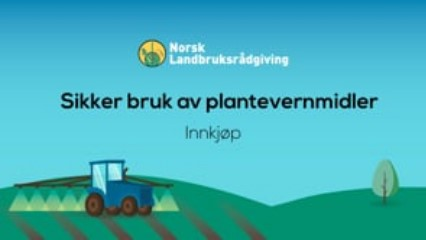 Norsk
Landbruksrådgiving
Sikker bruk av plantevernmidler
Innkjøp